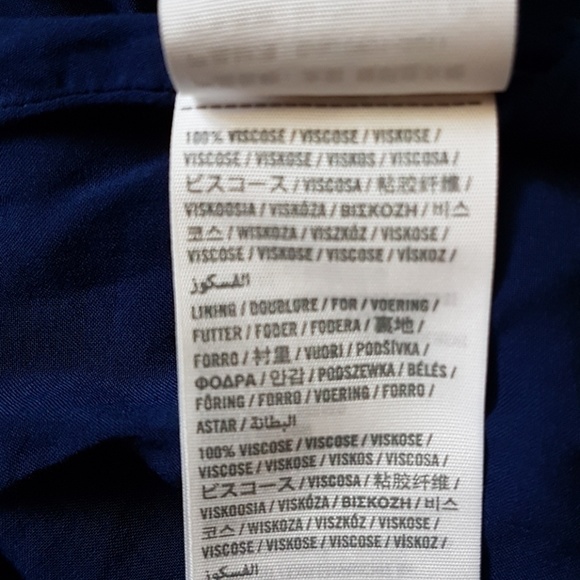 100% VISCOSE / VISCOSE / VISKOSE /
VISCOSE / VISKOSE / VISKOS / VISCOSA /
ビスコース / VISCOSA / 粘胶纤维 /
VISKOOSIA / VISKÓZA / ΒΙΣΚΟΖΗ / 비스
코스 / WISKOZA / VISZKÓZ / VISKOSE /
VISCOSE / VISKOSE / VISCOSE / VİSKOZ /
الفسكوز
LINING / DOUBLURE / FOR / VOERING /
FUTTER / FODER / FODERA / 裏地 /
FORRO / 衬里 / VUORI / PODŠÍVKA /
ΦΟΔΡΑ / 안감 / PODSZEWKA / BÉLÉS /
FÔRING / FORRO / VOERING / FORRO /
ASTAR / البطانة
100% VISCOSE / VISCOSE / VISKOSE /
VISCOSE / VISKOSE / VISKOS / VISCOSA /
ビスコース / VISCOSA / 粘胶纤维 /
VISKOOSIA / VISKÓZA / ΒΙΣΚΟΖΗ / 비스
코스 / WISKOZA / VISZKÓZ / VISKOSE /
VISCOSE / VISKOSE / VISCOSE / VİSKOZ /
الفسكوز